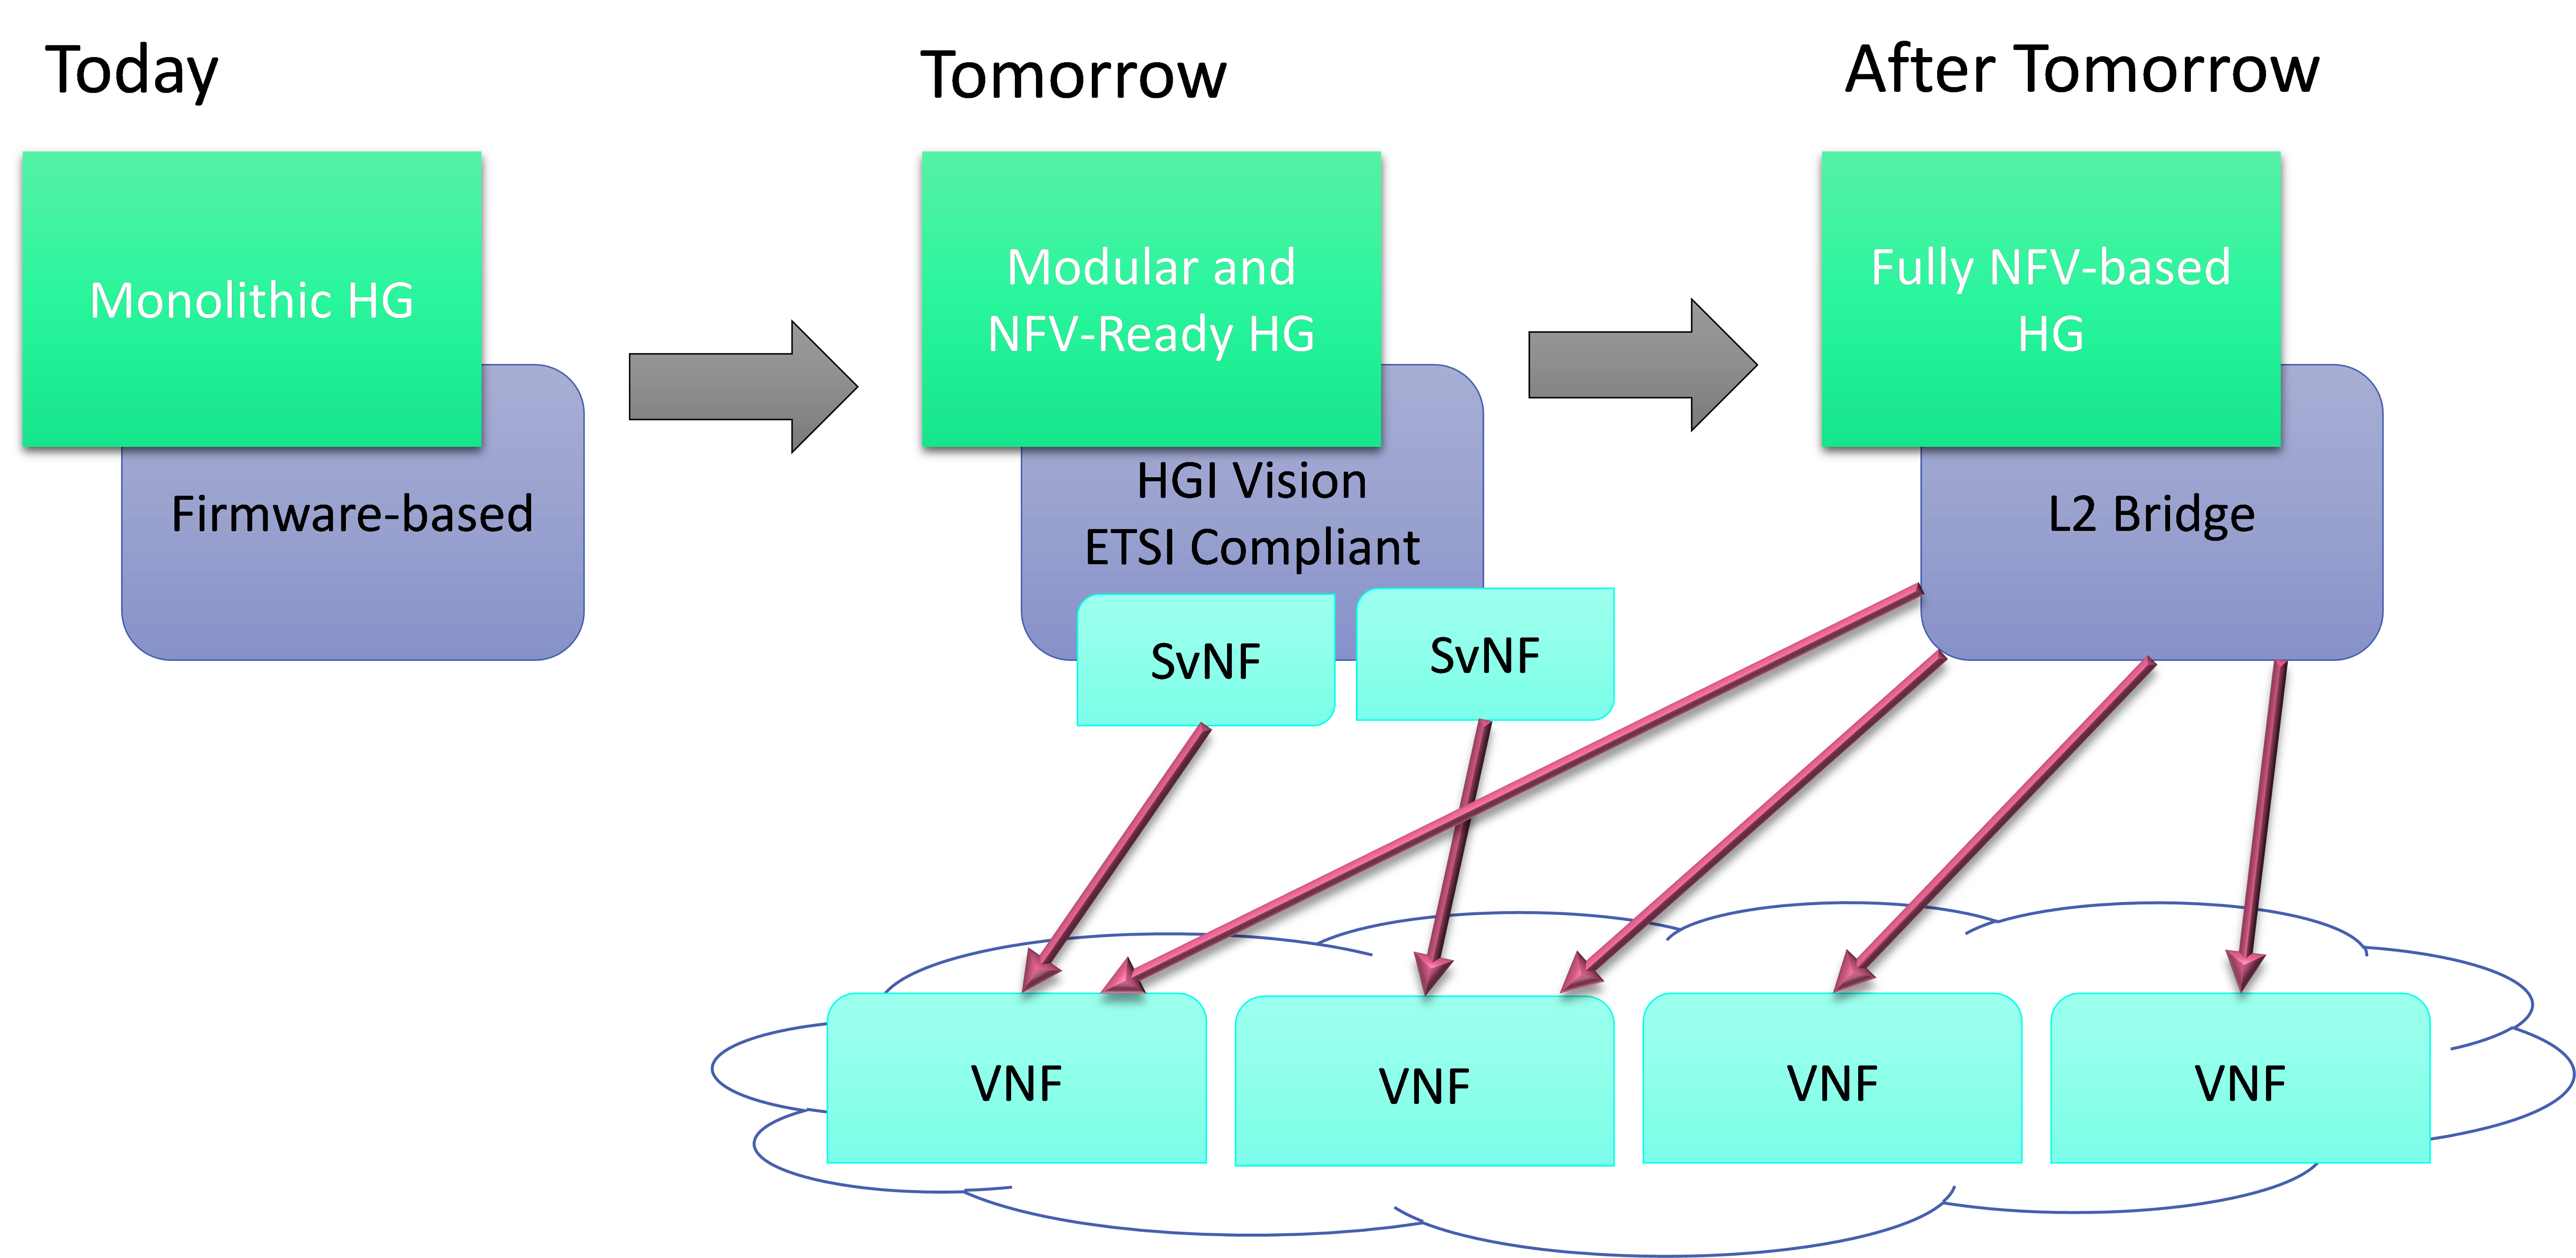 Today
Tomorrow
After Tomorrow
Monolithic HG
Firmware-based
Modular and
NFV-Ready HG
HGI Vision
ETSI Compliant
SvNF
SvNF
Fully NFV-based
HG
L2 Bridge
VNF
VNF
VNF
VNF